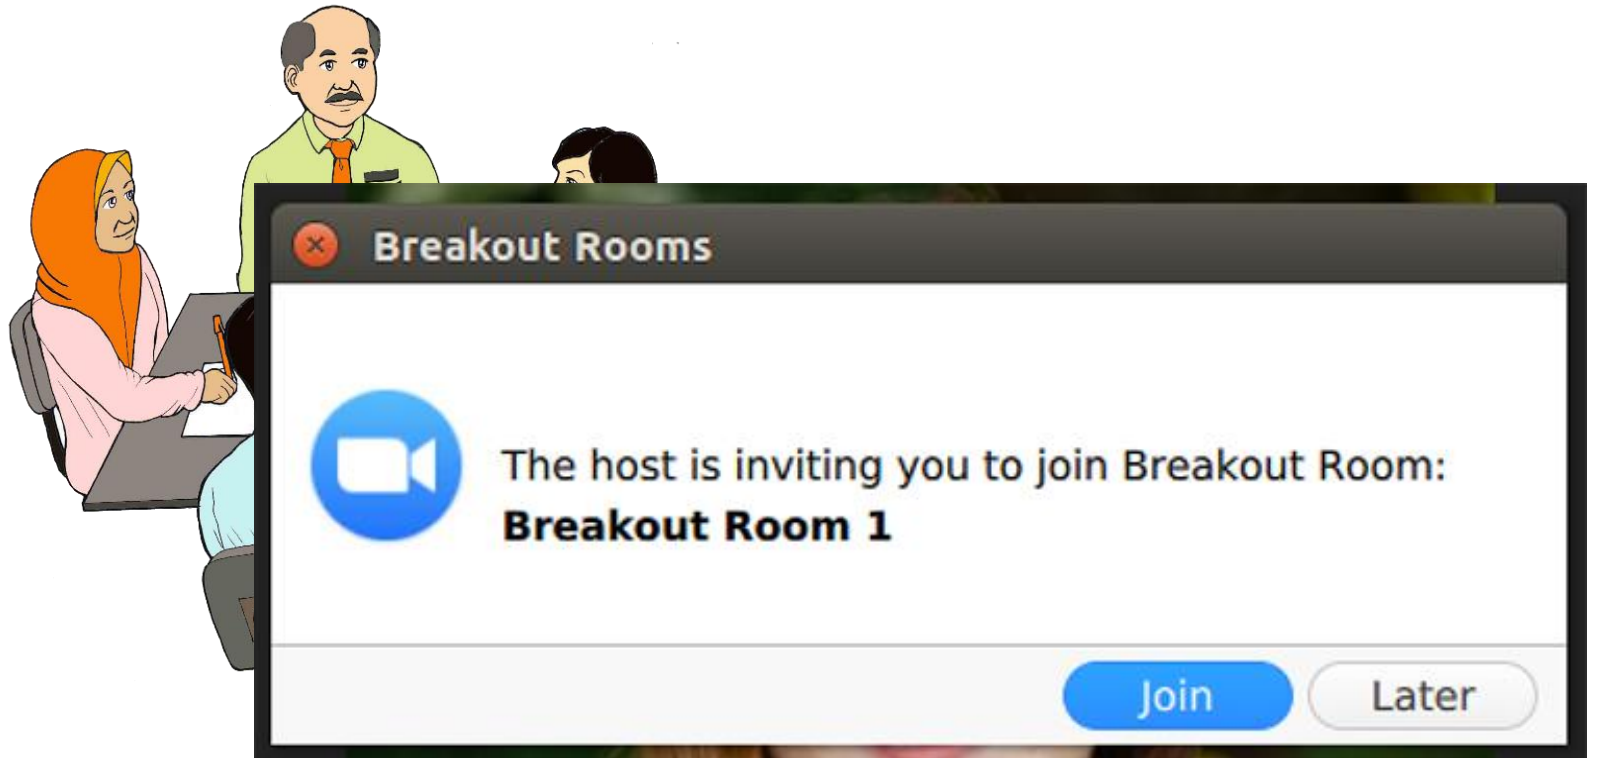 Breakout Rooms
The host is inviting you to join Breakout Room:
Breakout Room 1
Join
Later